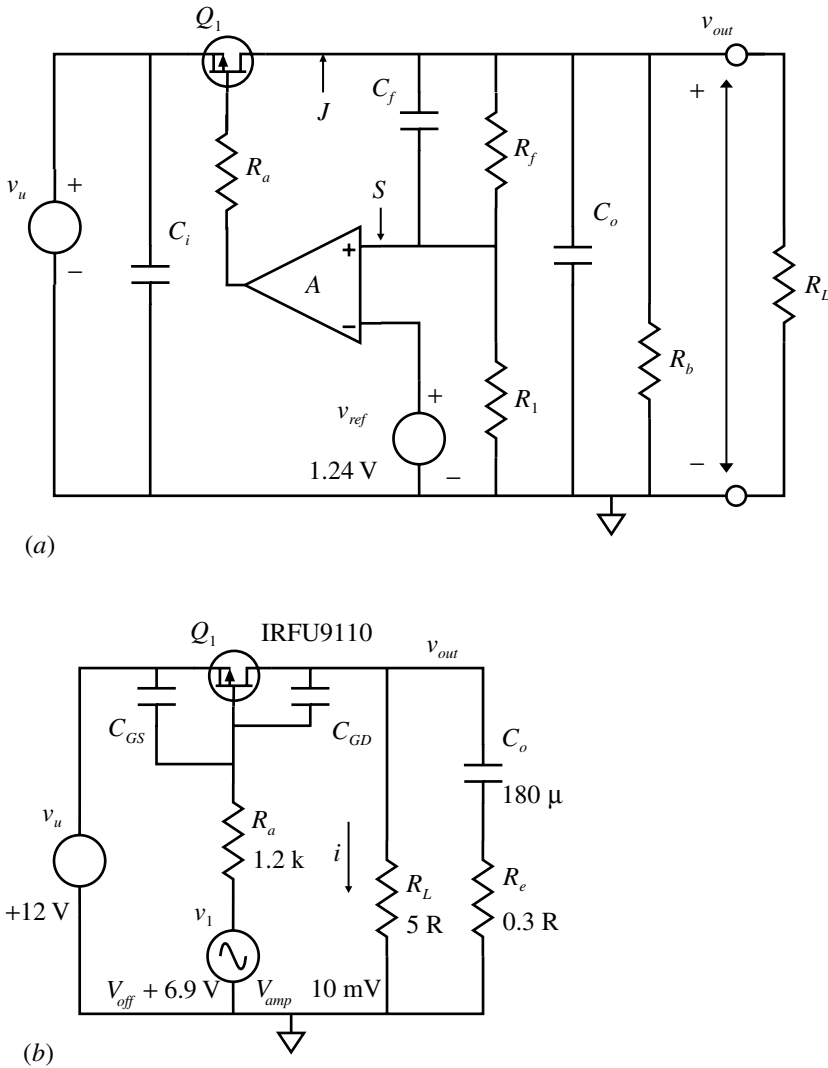 Q1 vout
J
Cf
Rf
Ra
S
vu + −
Ci
Co
A + −
RL
Rb
R1
vref + −
1.24 V
+ −
(a)
Q1 IRFU9110
vout
CGS CGD
Co
180 μ
vu
+12 V
Ra
1.2 k
i
RL
5 R
Re
0.3 R
v1
Voff + 6.9 V Vamp 10 mV
(b)